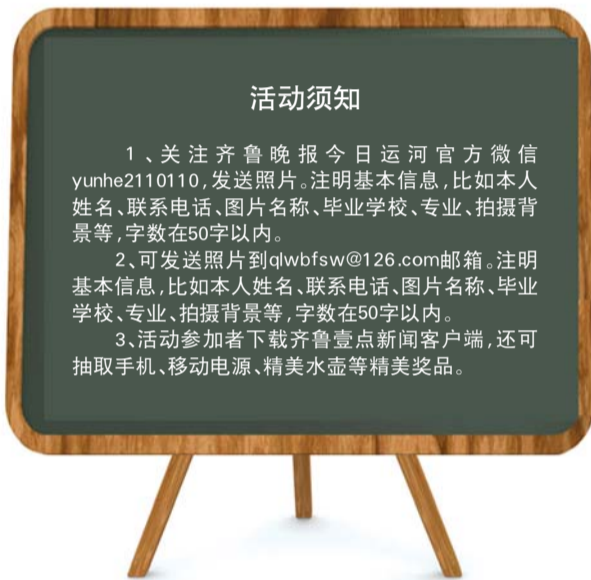 活动须知
1、关注齐鲁晚报今日运河官方微信
yunhe2110110,发送照片。注明基本信息,比如本人
姓名、联系电话、图片名称、毕业学校、专业、拍摄背
景等,字数在50字以内。
2、可发送照片到qlwbfsw@126.com邮箱。注明
基本信息,比如本人姓名、联系电话、图片名称、毕业
学校、专业、拍摄背景等,字数在50字以内。
3、活动参加者下载齐鲁壹点新闻客户端,还可
抽取手机、移动电源、精美水壶等精美奖品。